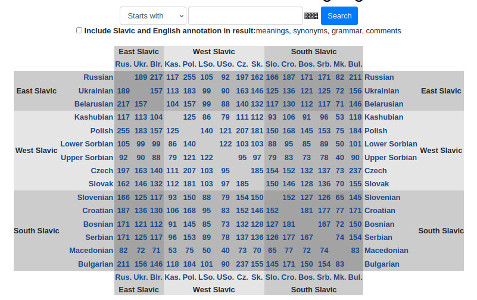 Starts with Search
Include Slavic and English annotation in result:meanings, synonyms, grammar, comments
East Slavic West Slavic South Slavic
Rus. Ukr. Blr. Kas. Pol. LSo. USo. Cz. Sk. Slo. Cro. Bos. Srb. Mk. Bul.
Russian 189 217 117 255 105 92 197 162 166 187 171 171 82 211 Russian
East Slavic Ukrainian 189 157 113 183 99 90 163 146 125 136 121 125 72 156 Ukrainian East Slavic
Belarusian 217 157 104 157 99 88 140 132 117 130 112 117 71 146 Belarusian
Kashubian 117 113 104 125 86 79 111 112 93 106 91 96 53 118 Kashubian
Polish 255 183 157 125 140 121 207 181 150 168 145 153 75 184 Polish
West Slavic Lower Sorbian 105 99 99 86 140 122 103 103 88 95 85 89 50 101 Lower Sorbian West Slavic
Upper Sorbian 92 90 88 79 121 122 95 97 79 83 73 78 40 90 Upper Sorbian
Czech 197 163 140 111 207 103 95 185 154 152 132 137 73 237 Czech
Slovak 162 146 132 112 181 103 97 185 150 146 128 136 70 155 Slovak
Slovenian 166 125 117 93 150 88 79 154 150 152 127 126 65 145 Slovenian
Croatian 187 136 130 106 168 95 83 152 146 152 181 177 77 171 Croatian
South Slavic Bosnian 171 121 112 91 145 85 73 132 128 127 181 167 72 150 Bosnian South Slavic
Serbian 171 125 117 96 153 89 78 137 136 126 177 167 74 154 Serbian
Macedonian 82 72 71 53 75 50 40 73 70 65 77 72 74 83 Macedonian
Bulgarian 211 156 146 118 184 101 90 237 155 145 171 150 154 83 Bulgarian
Rus. Ukr. Blr. Kas. Pol. LSo. USo. Cz. Sk. Slo. Cro. Bos. Srb. Mk. Bul.
East Slavic West Slavic South Slavic